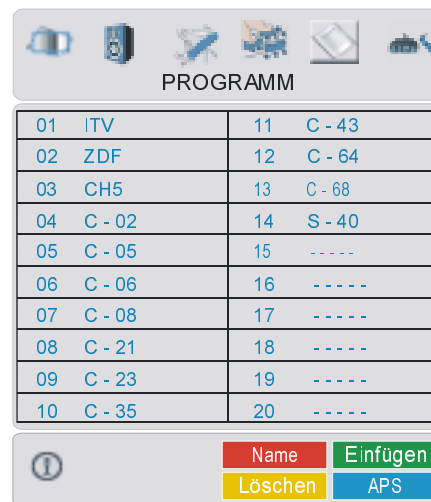 PROGRAMM
01 ITV 11 C - 43
02 ZDF 12 C - 64
03 CH5 13 C - 68
04 C - 02 14 S - 40
05 C - 05 15 - - - - -
06 C - 06 16 - - - - -
07 C - 08 17 - - - - -
08 C - 21 18 - - - - -
09 C - 23 19 - - - - -
10 C - 35 20 - - - - -
Name Einfügen
Löschen APS